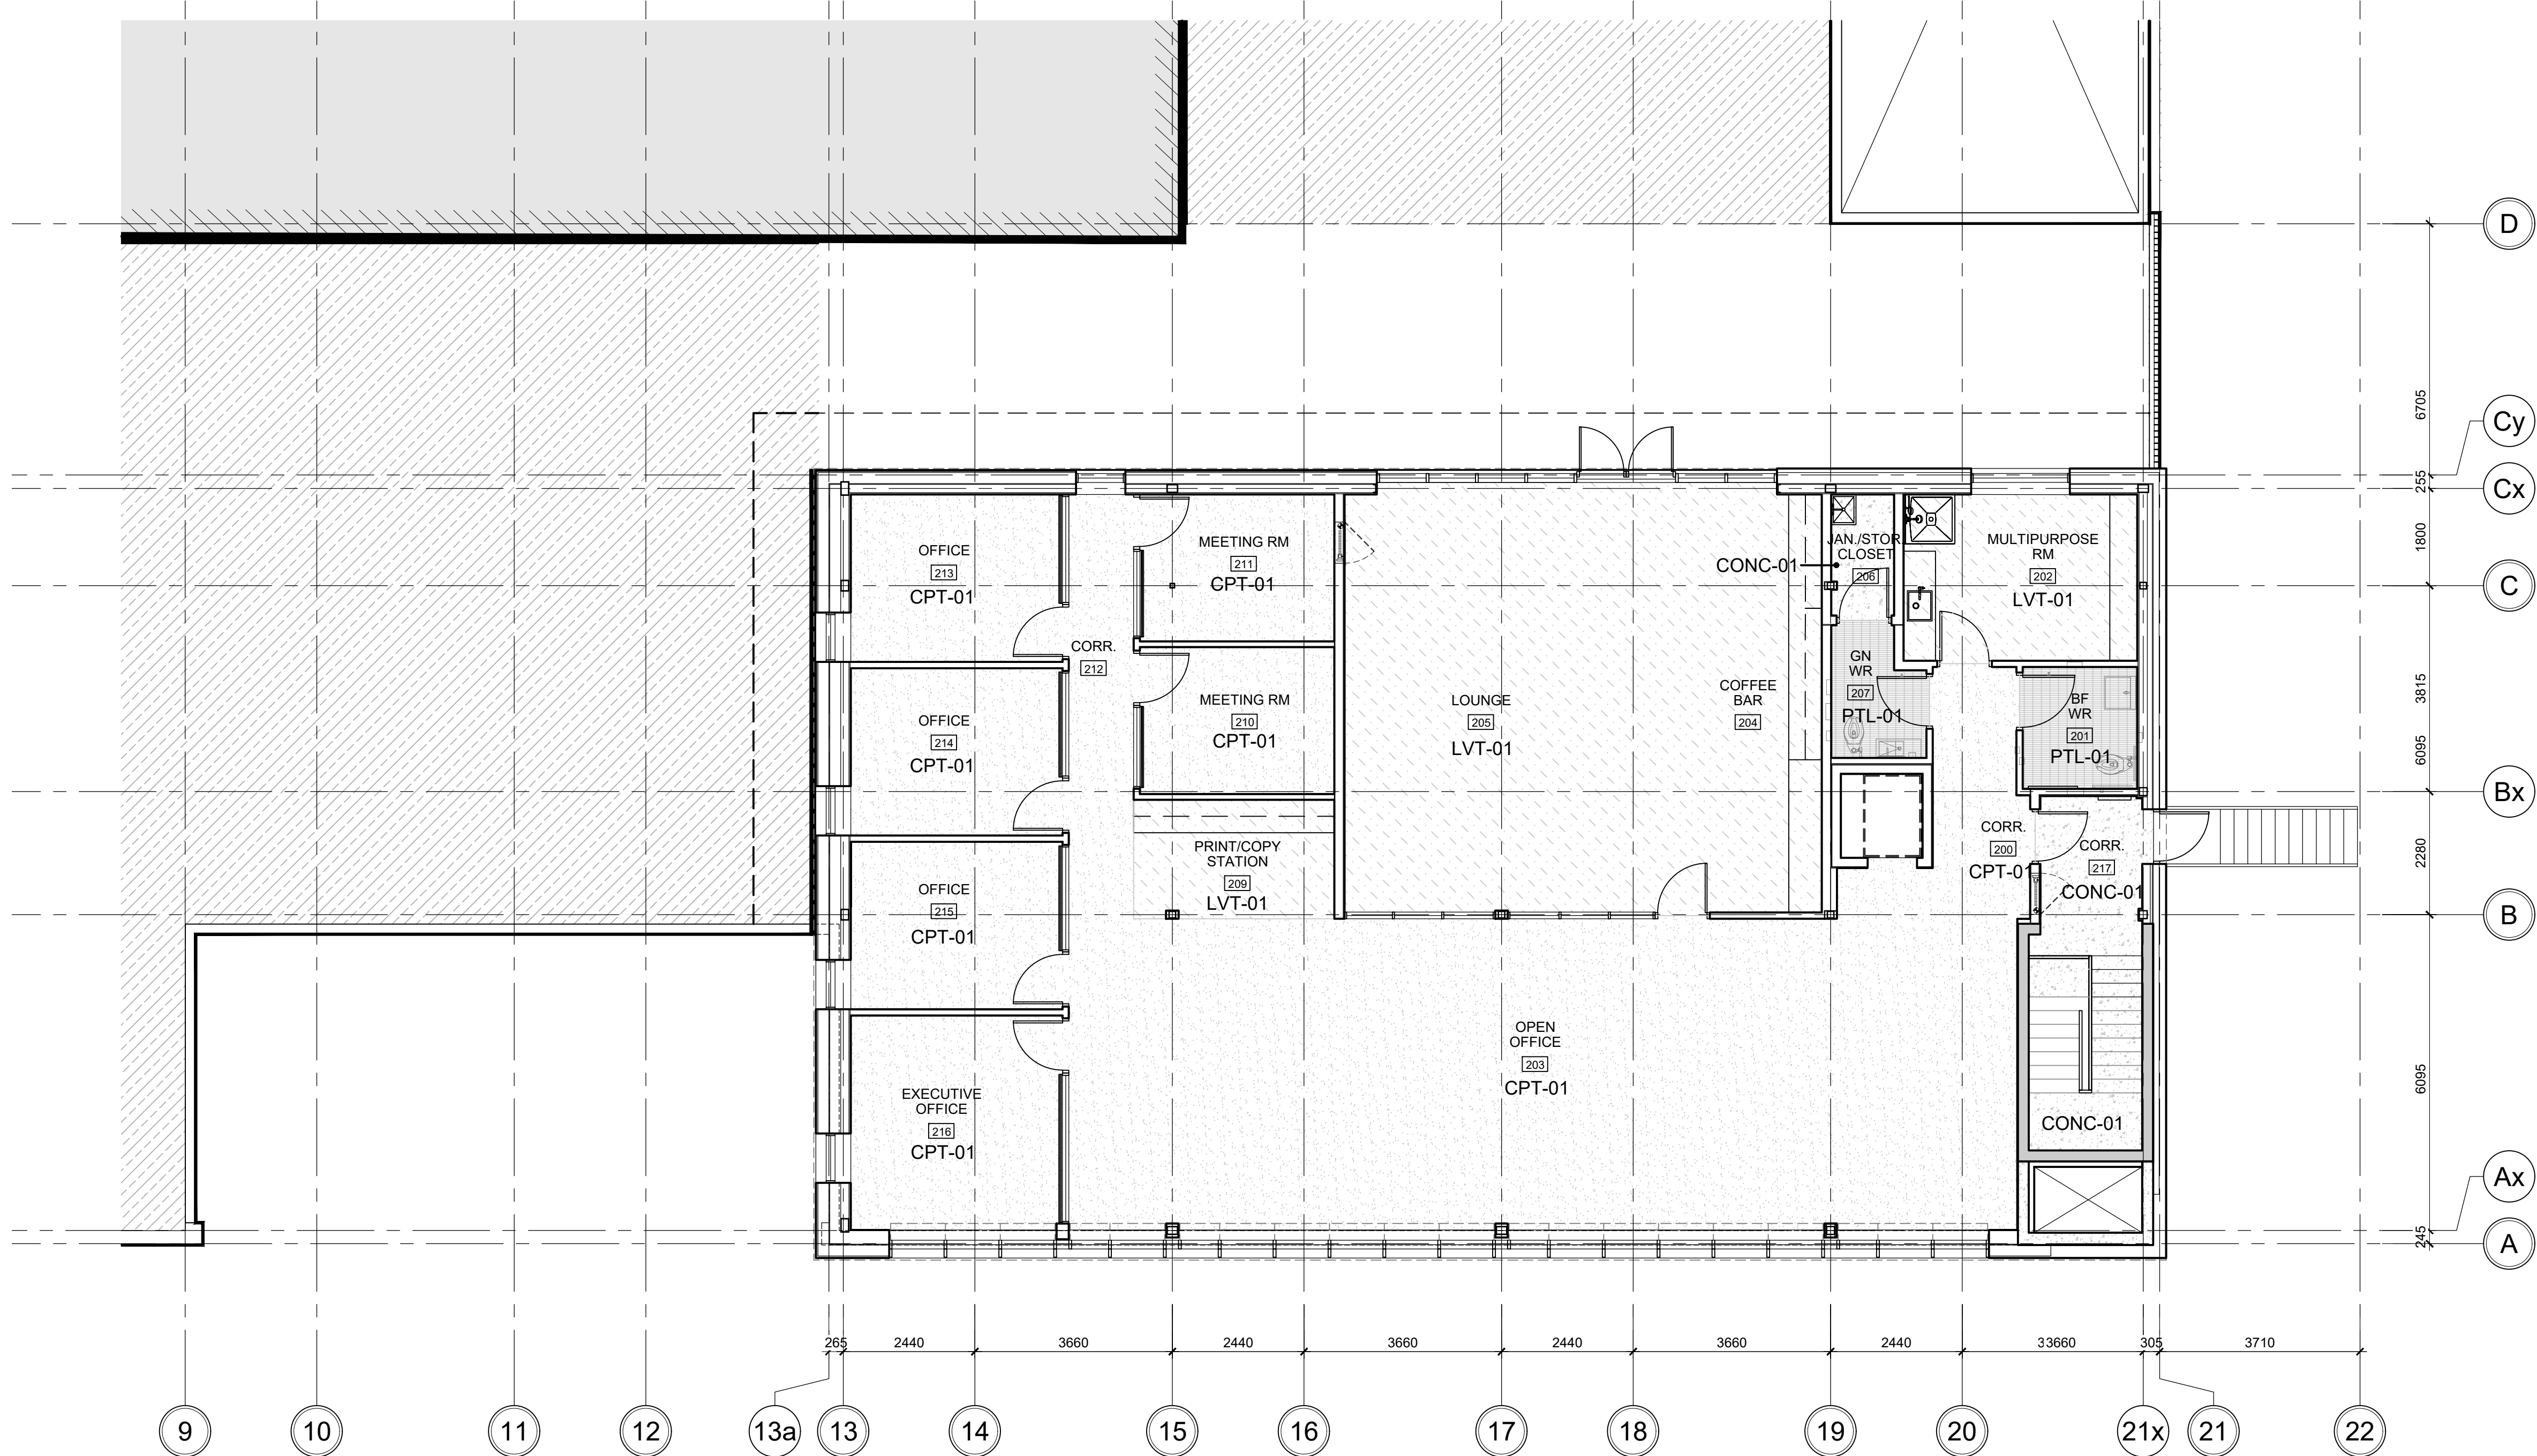 D
6705
Cy
255
Cx
1800
C
3815
6095
Bx
2280
B
6095
Ax
245
A
OFFICE
213
CPT-01
MEETING RM
211
CPT-01
CONC-01
JAN./STOR
CLOSET
206
MULTIPURPOSE
RM
202
LVT-01
CORR.
212
OFFICE
214
CPT-01
MEETING RM
210
CPT-01
LOUNGE
205
LVT-01
COFFEE
BAR
204
GN
WR
207
PTL-01
BF
WR
201
PTL-01
PRINT/COPY
STATION
209
LVT-01
CORR.
200
CPT-01
CORR.
217
CONC-01
OFFICE
215
CPT-01
OPEN
OFFICE
203
CPT-01
EXECUTIVE
OFFICE
216
CPT-01
CONC-01
265 2440 3660 2440 3660 2440 3660 2440 33660 305 3710
9 10 11 12 13a 13 14 15 16 17 18 19 20 21x 21 22